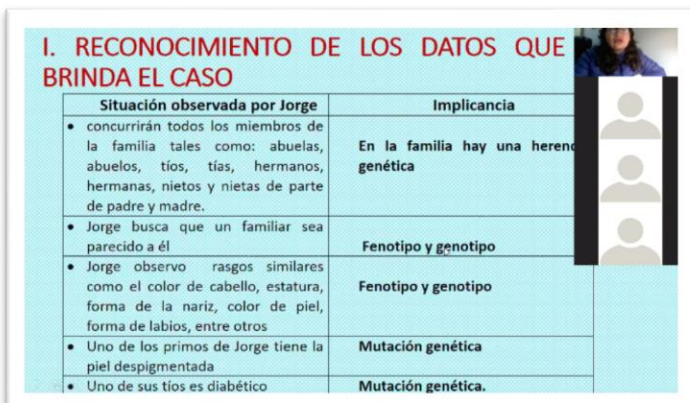 I. RECONOCIMIENTO DE LOS DATOS QUE
BRINDA EL CASO
Situación observada por Jorge
Implicancia
• concurrirán todos los miembros de
la familia tales como: abuelas,
abuelos, tíos, tías, hermanos,
hermanas, nietos y nietas de parte
de padre y madre.
En la familia hay una
genética
• Jorge busca que un familiar sea
parecido a él
Fenotipo y genotipo
• Jorge observo rasgos similares
como el color de cabello, estatura,
forma de la nariz, color de piel,
forma de labios, entre otros
Fenotipo y genotipo
• Uno de los primos de Jorge tiene la
piel despigmentada
Mutación genética
• Uno de sus tíos es diabético
Mutación genética.